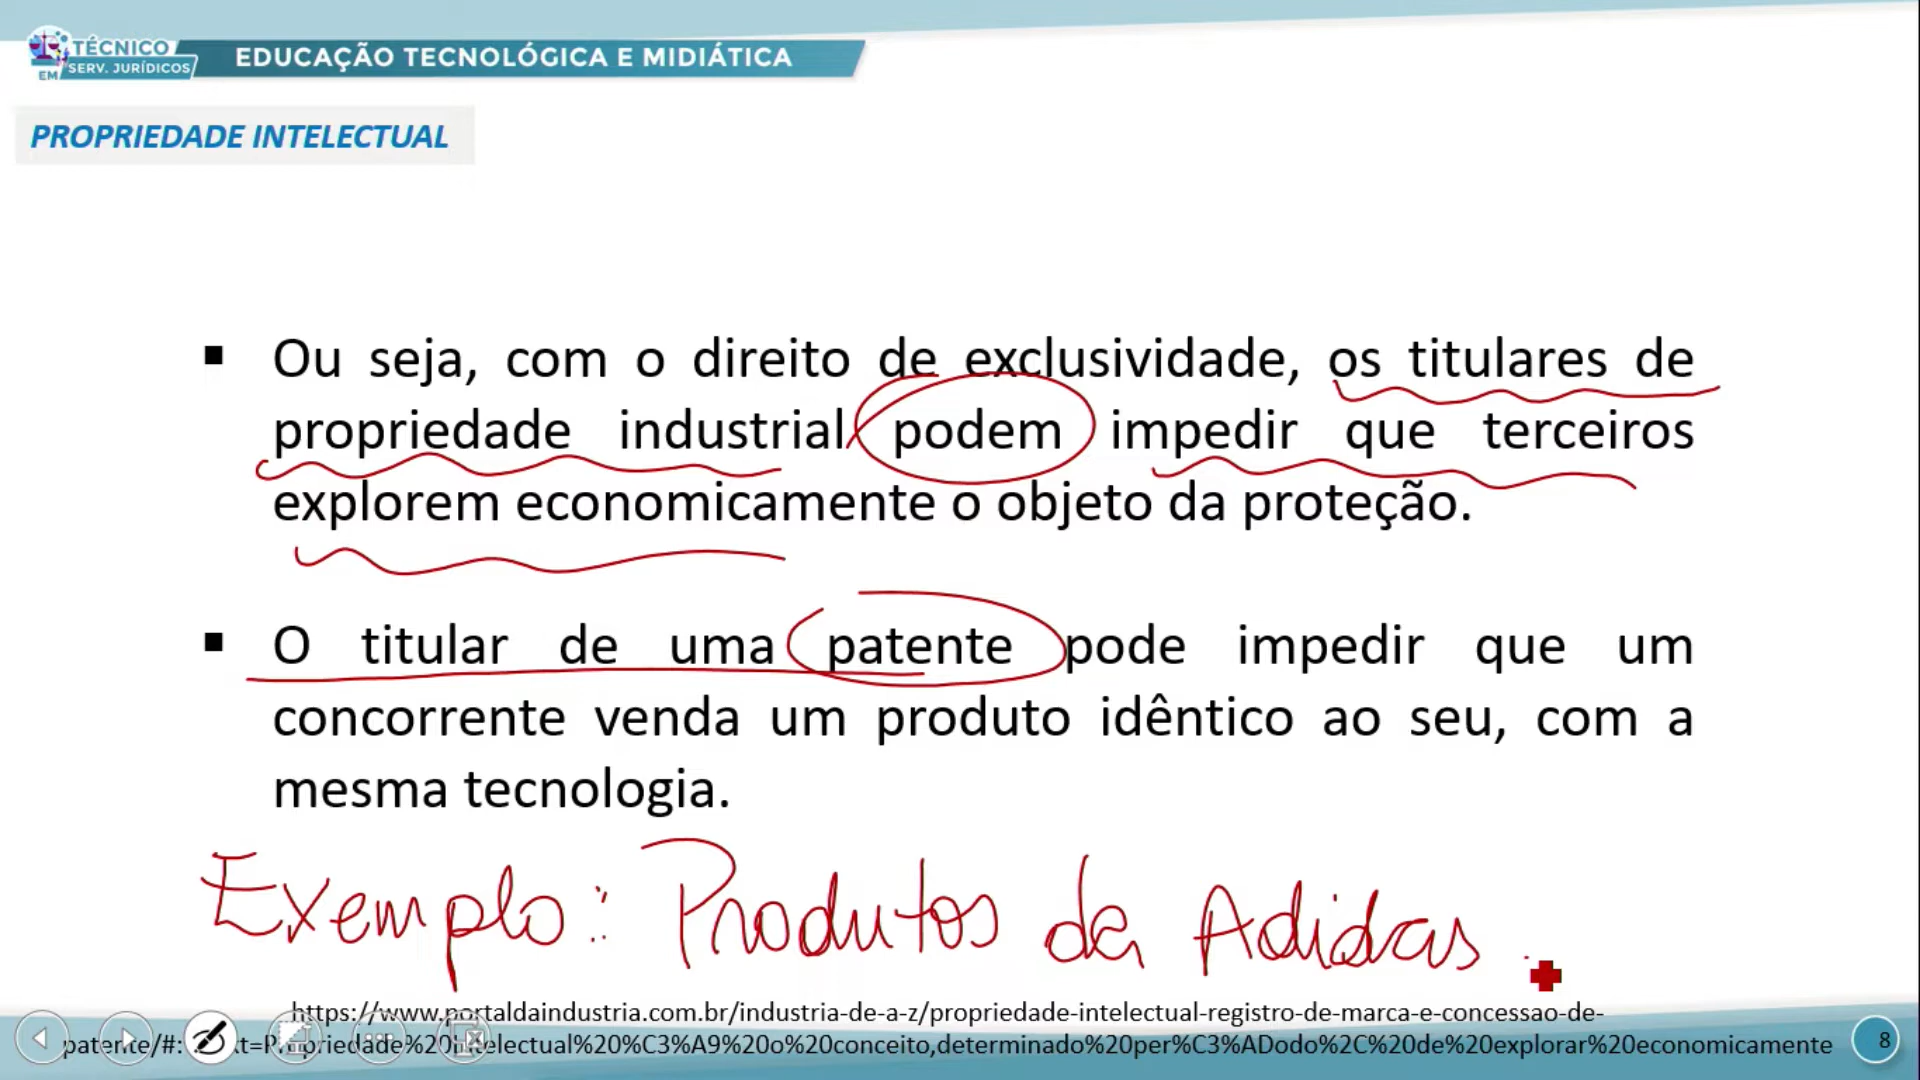 TÉCNICO
EM SERV. JURÍDICOS
EDUCAÇÃO TECNOLÓGICA E MIDIÁTICA
PROPRIEDADE INTELECTUAL
▪ Ou seja, com o direito de exclusividade, os titulares de
propriedade industrial podem impedir que terceiros
explorem economicamente o objeto da proteção.
▪ O titular de uma patente pode impedir que um
concorrente venda um produto idêntico ao seu, com a
mesma tecnologia.
Exemplo: Produtos da Adidas.
https://www.portaldaindustria.com.br/industria-de-a-z/propriedade-intelectual-registro-de-marca-e-concessao-de-
patente/#: %20intelectual%20%C3%A9%20o%20conceito,determinado%20per%C3%ADodo%2C%20de%20explorar%20economicamente
8